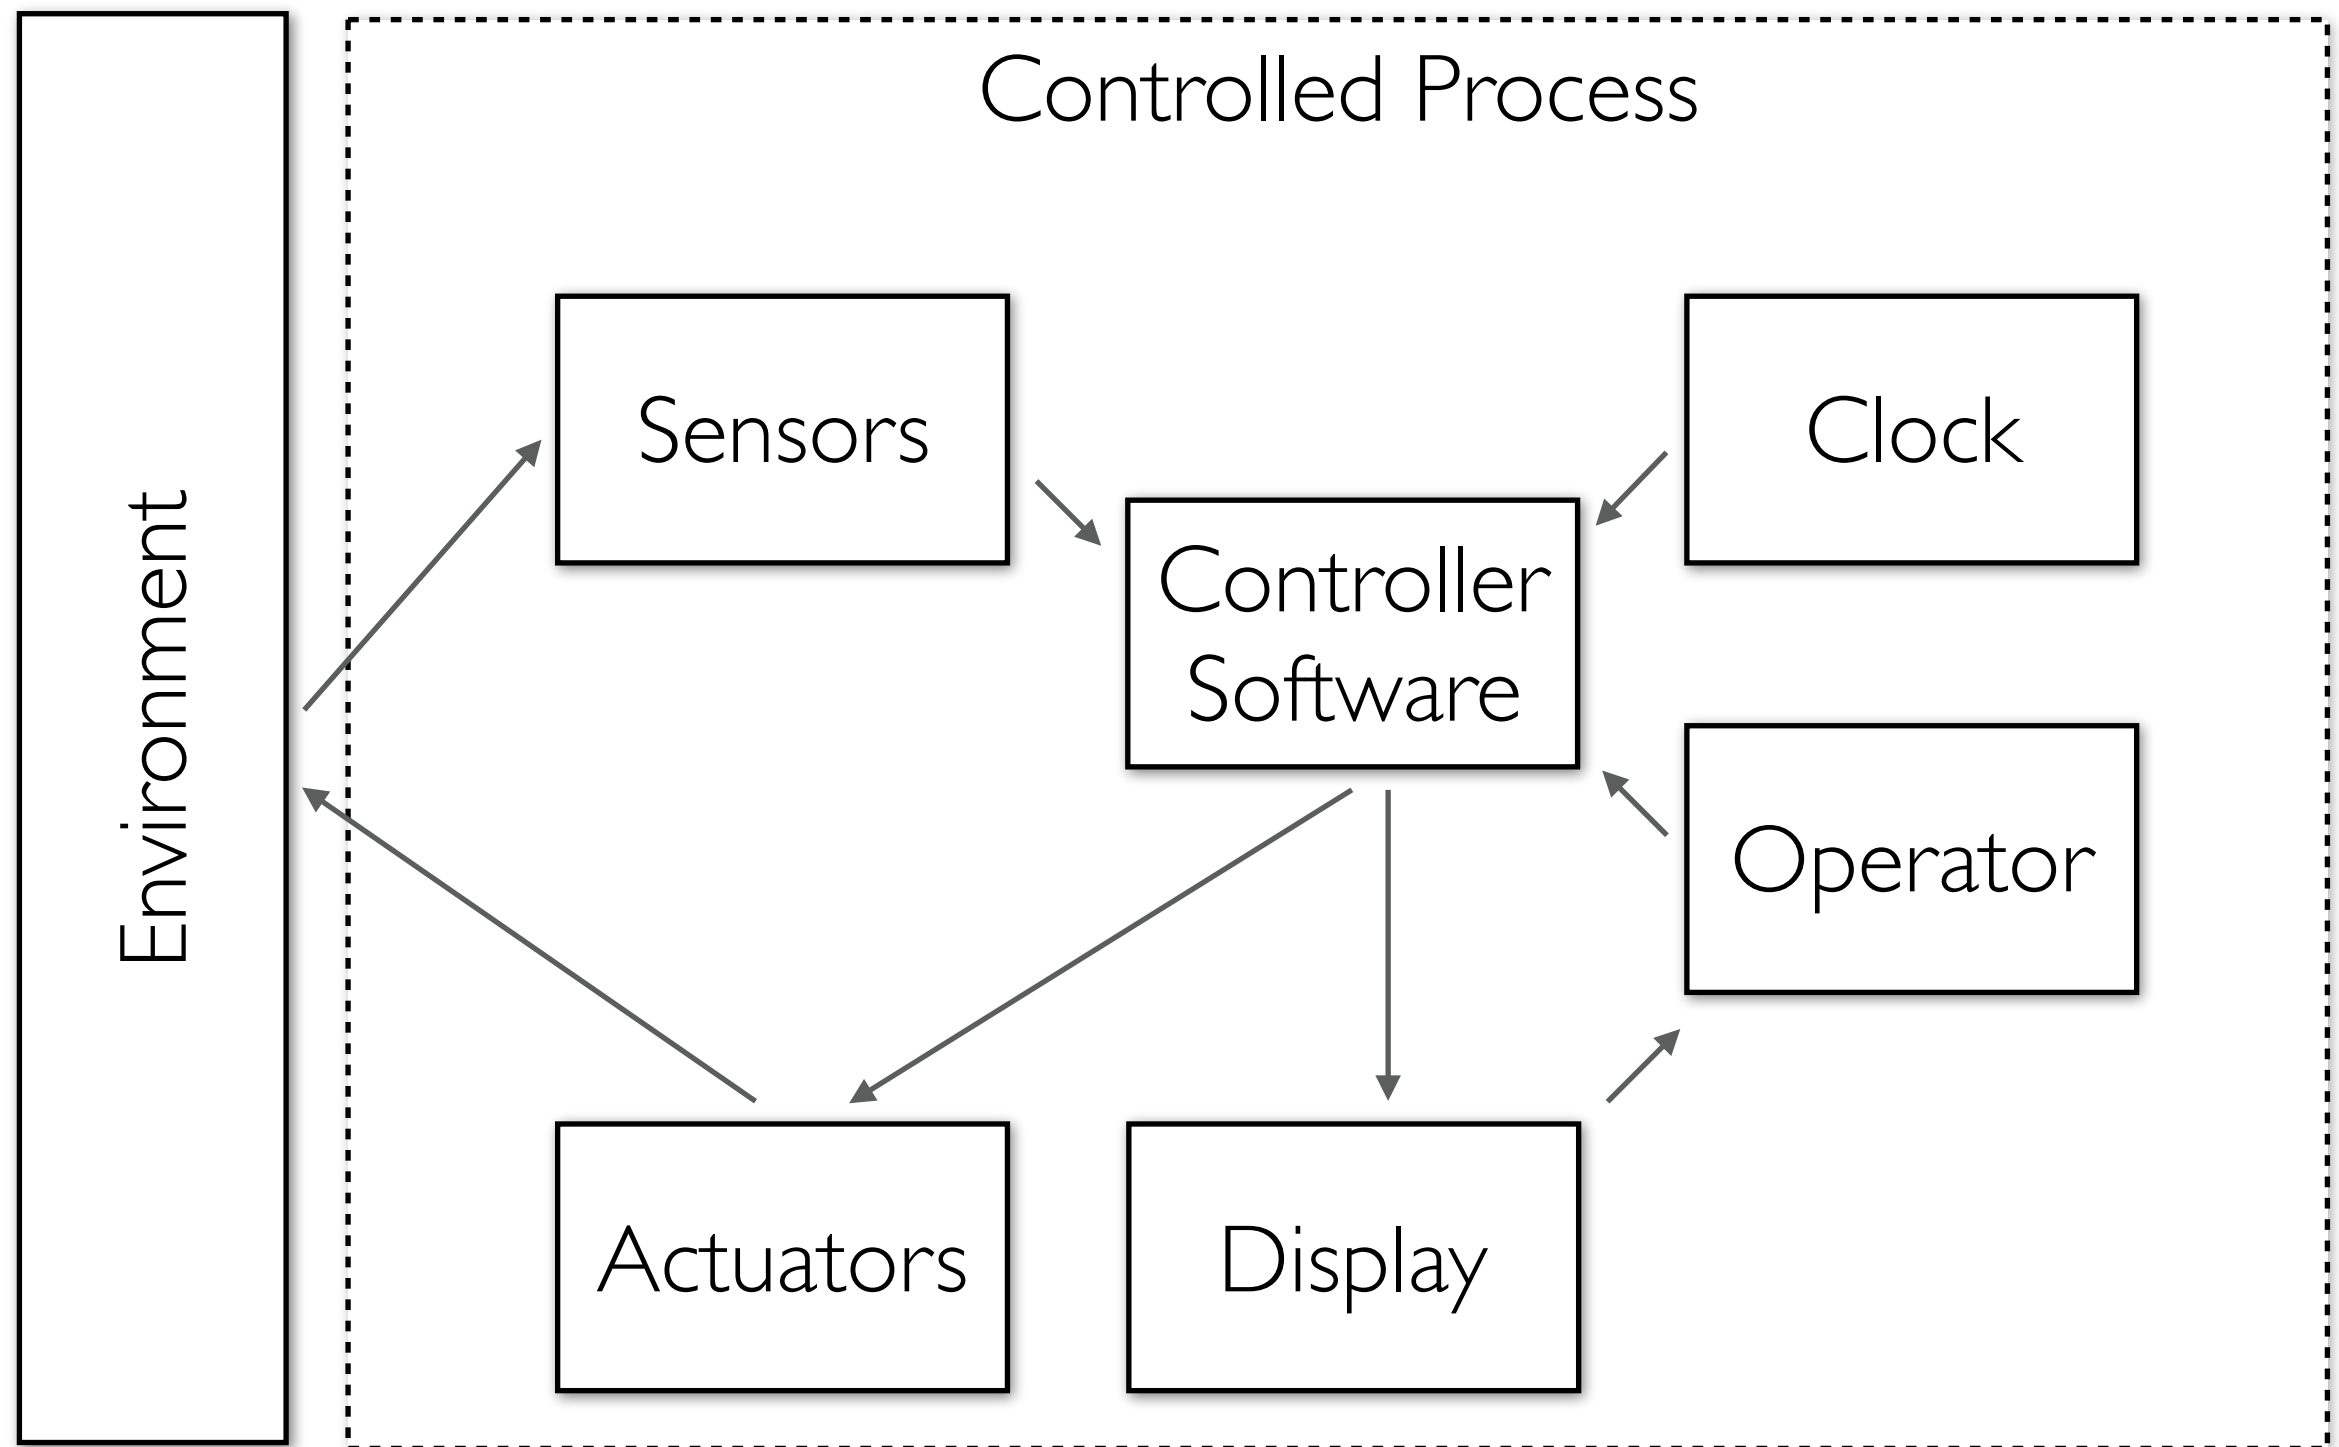 Environment
Controlled Process
Sensors
Clock
Controller
Software
Operator
Actuators
Display